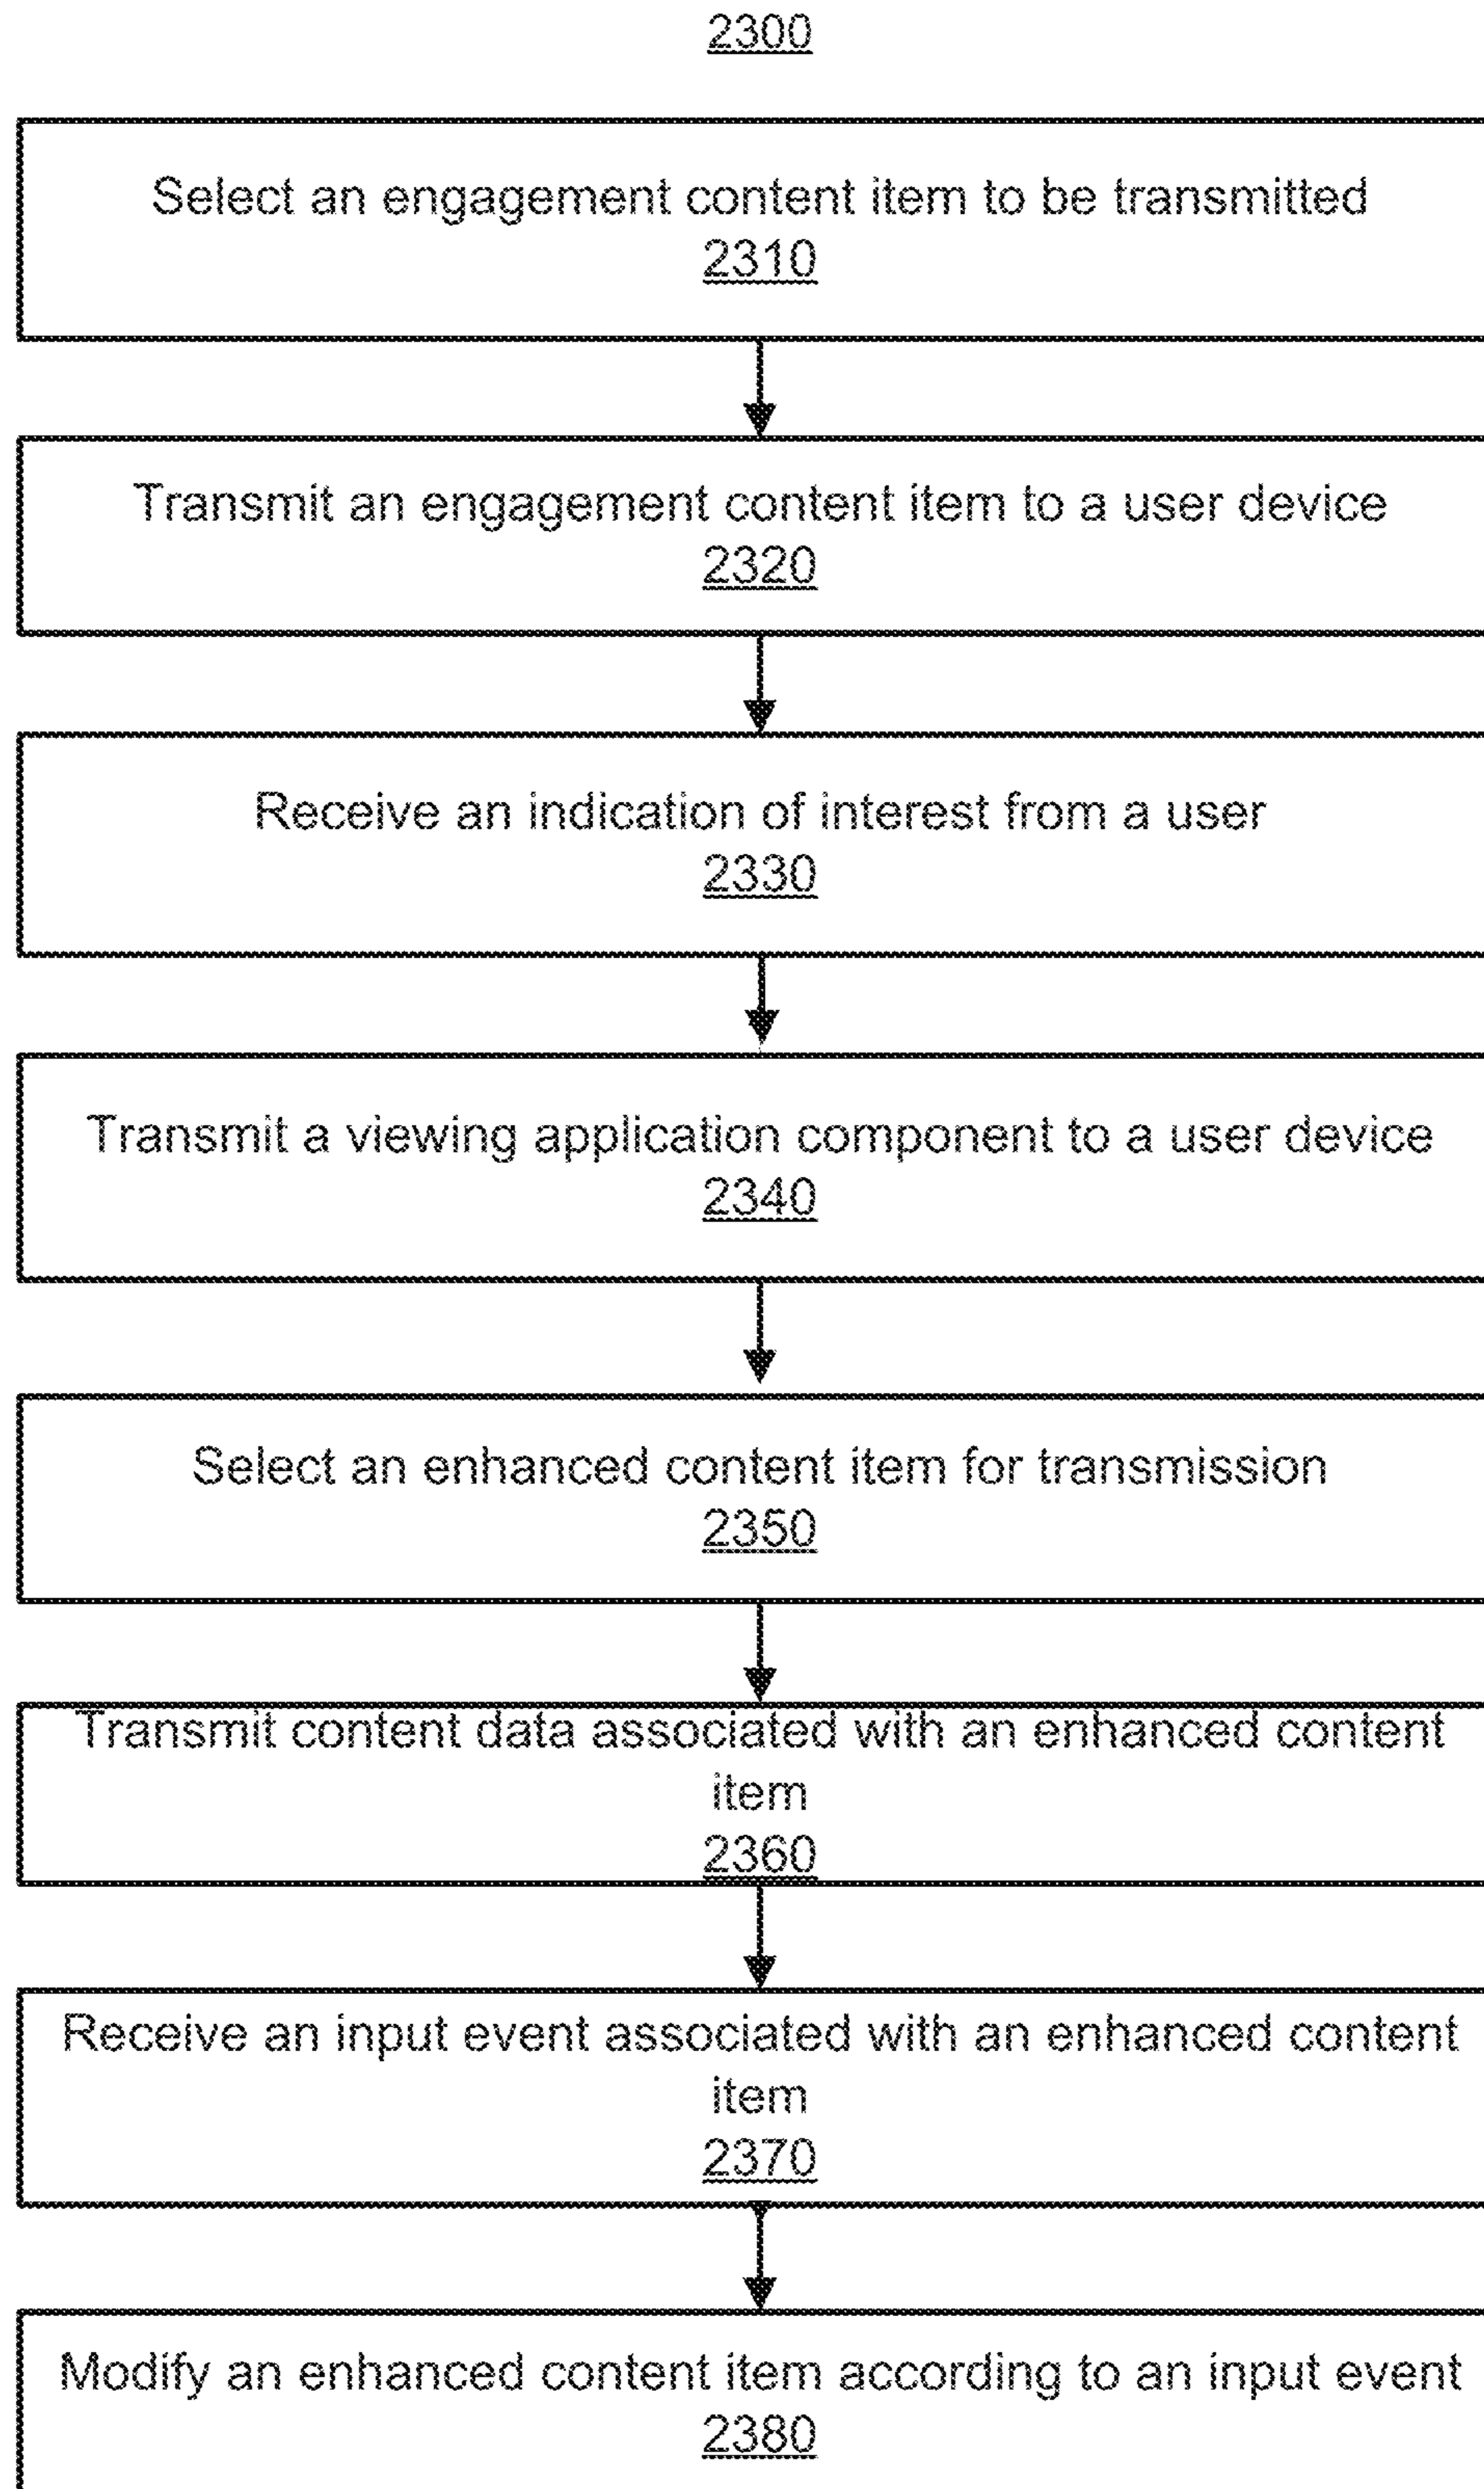 2300
Select an engagement content item to be transmitted
2310
Transmit an engagement content item to a user device
2320
Receive an indication of interest from a user
2330
Transmit a viewing application component to a user device
2340
Select an enhanced content item for transmission
2350
Transmit content data associated with an enhanced content
item
2360
Receive an input event associated with an enhanced content
item
2370
Modify an enhanced content item according to an input event
2380